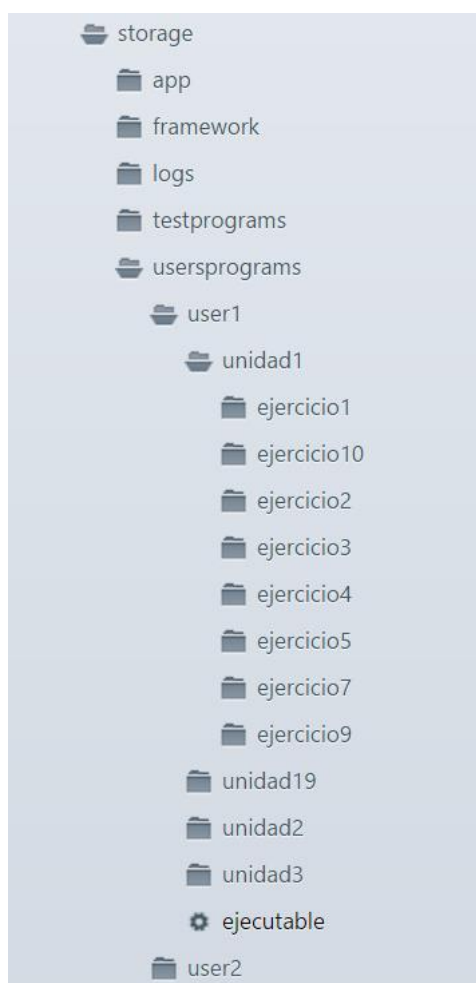 storage
app
framework
logs
testprograms
usersprograms
user1
unidad1
ejercicio1
ejercicio10
ejercicio2
ejercicio3
ejercicio4
ejercicio5
ejercicio7
ejercicio9
unidad19
unidad2
unidad3
ejecutable
user2